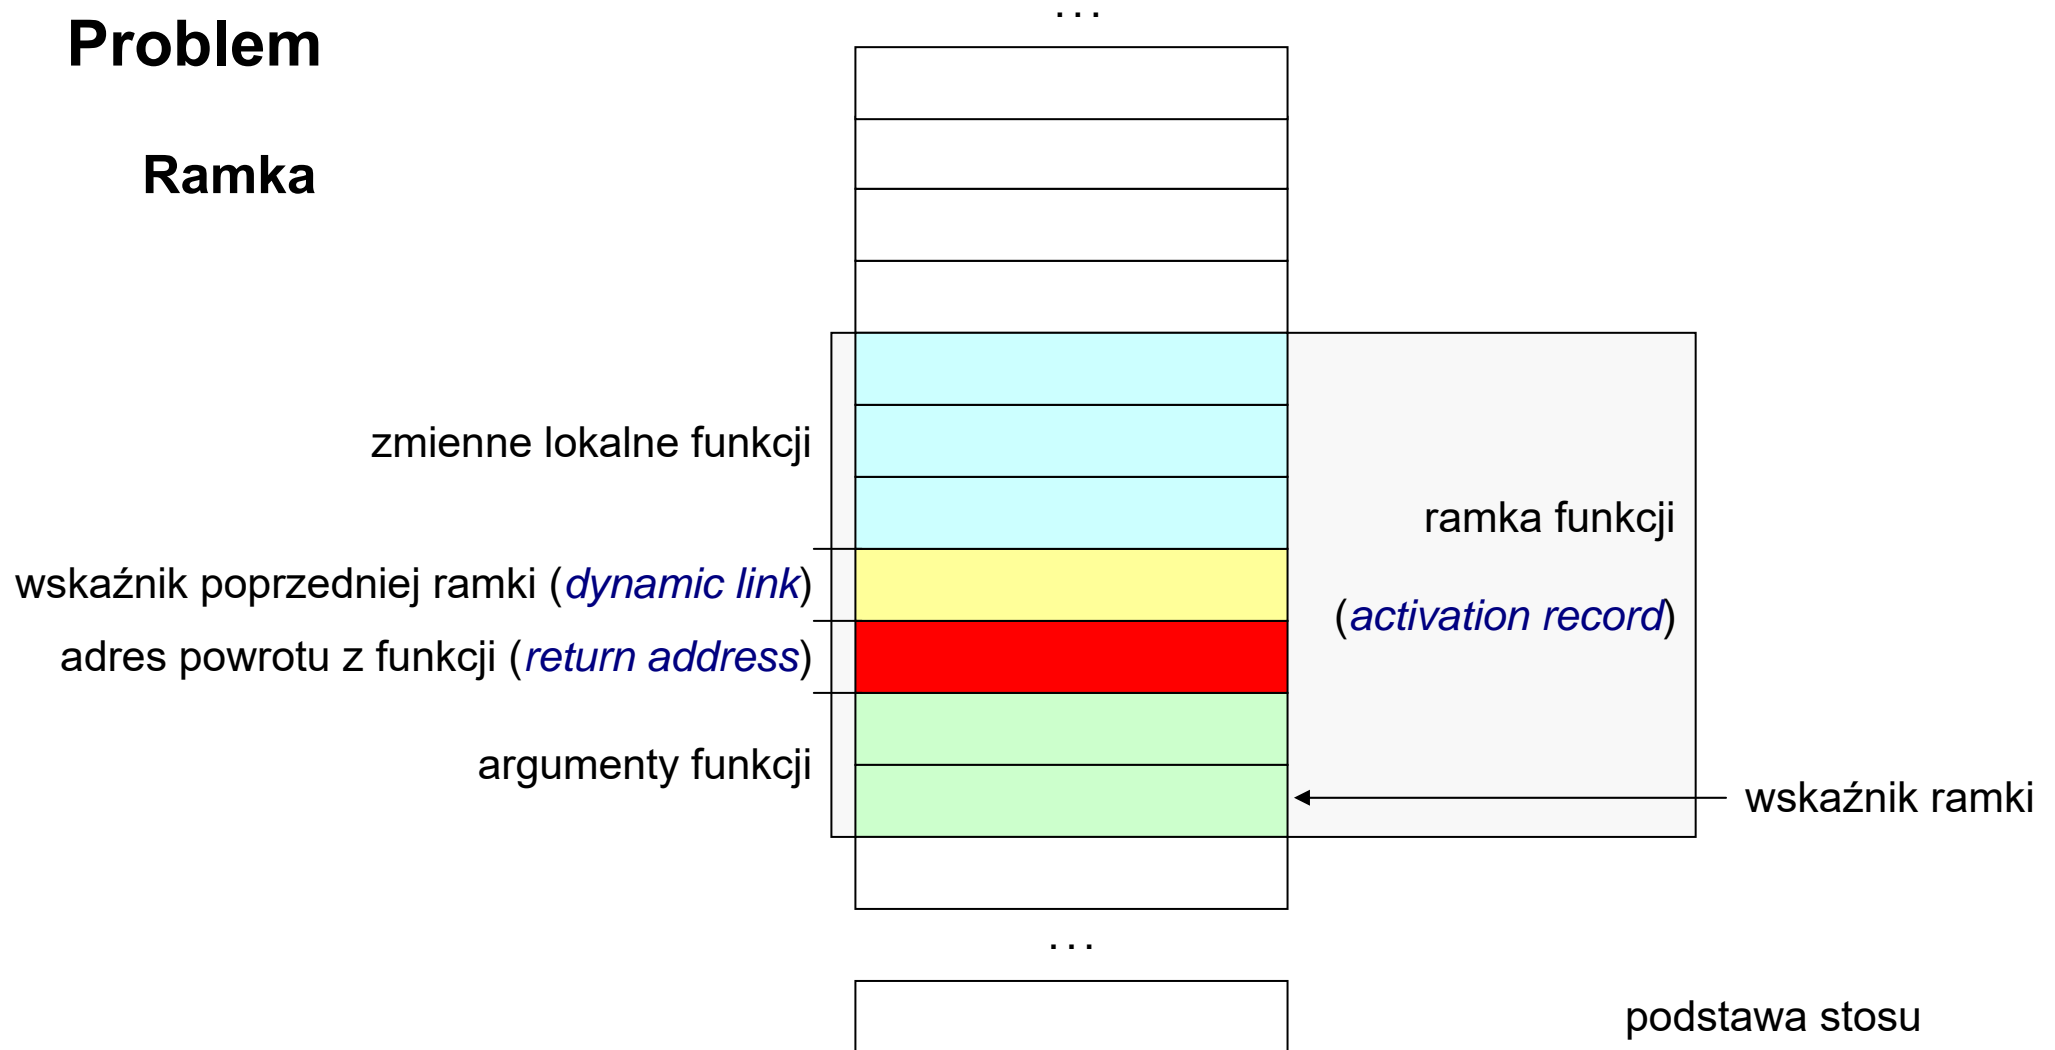 Problem
...
Ramka
zmienne lokalne funkcji
ramka funkcji
wskaźnik poprzedniej ramki (dynamic link)
(activation record)
adres powrotu z funkcji (return address)
argumenty funkcji
wskaźnik ramki
...
podstawa stosu